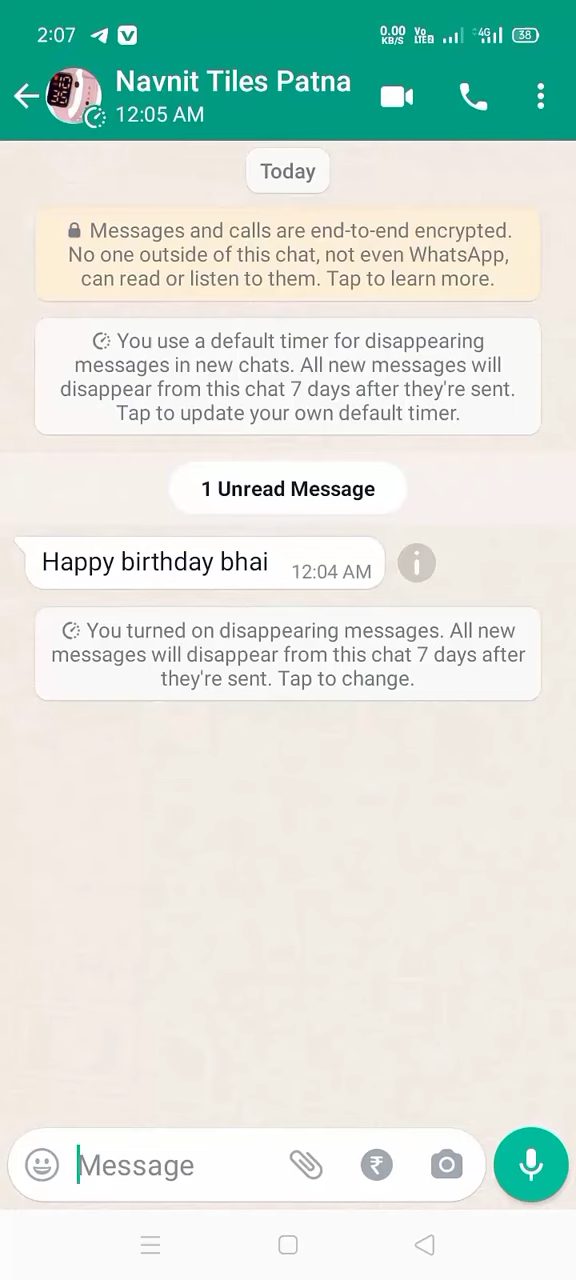 2:07
0.00 KB/S Vo LTE2 4G 38
Navnit Tiles Patna
12:05 AM
Today
Messages and calls are end-to-end encrypted.
No one outside of this chat, not even WhatsApp,
can read or listen to them. Tap to learn more.
You use a default timer for disappearing
messages in new chats. All new messages will
disappear from this chat 7 days after they're sent.
Tap to update your own default timer.
1 Unread Message
Happy birthday bhai 12:04 AM
You turned on disappearing messages. All new
messages will disappear from this chat 7 days after
they're sent. Tap to change.
Message